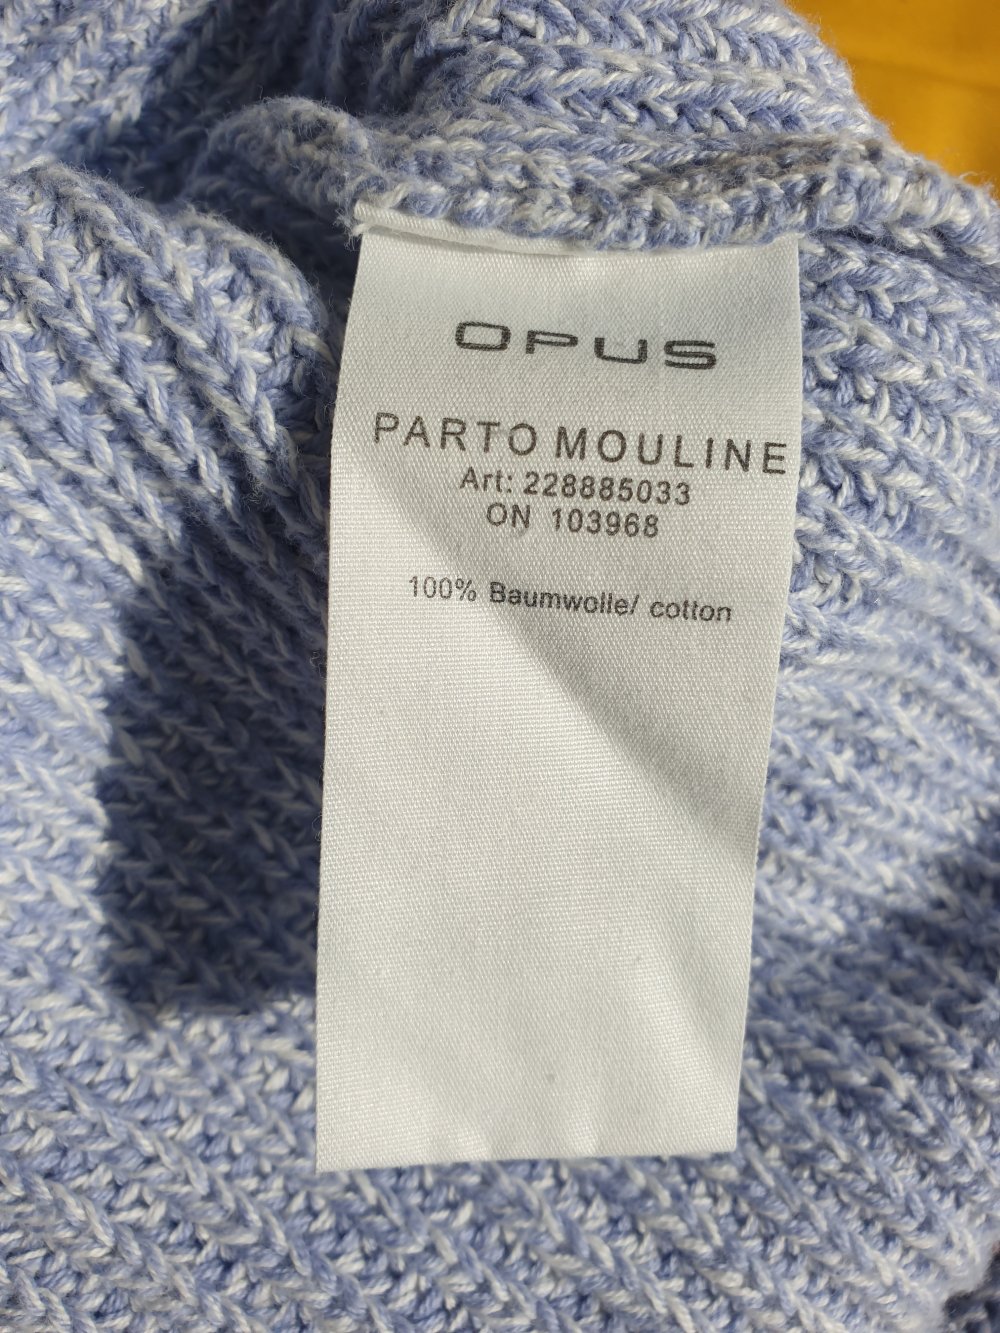 OPUS
PARTO MOULINE
Art: 228885033
ON 103968
100% Baumwolle/ cotton